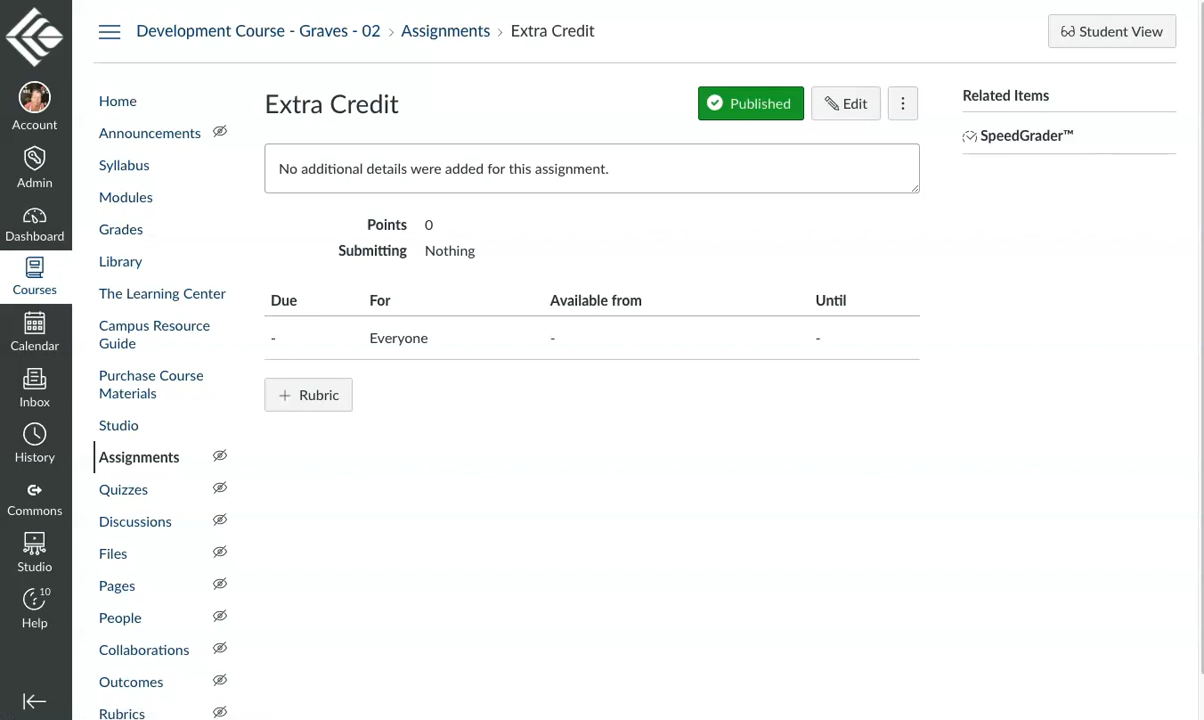 Development Course - Graves - 02 › Assignments › Extra Credit
Student View
Account
Admin
Dashboard
Courses
Calendar
Inbox
History
Commons
Studio
10
Help
Home
Announcements
Syllabus
Modules
Grades
Library
The Learning Center
Campus Resource
Guide
Purchase Course
Materials
Studio
Assignments
Quizzes
Discussions
Files
Pages
People
Collaborations
Outcomes
Rubrics
Extra Credit
Published
Edit
No additional details were added for this assignment.
Points 0
Submitting Nothing
Due For Available from Until
- Everyone - -
+ Rubric
Related Items
SpeedGrader™